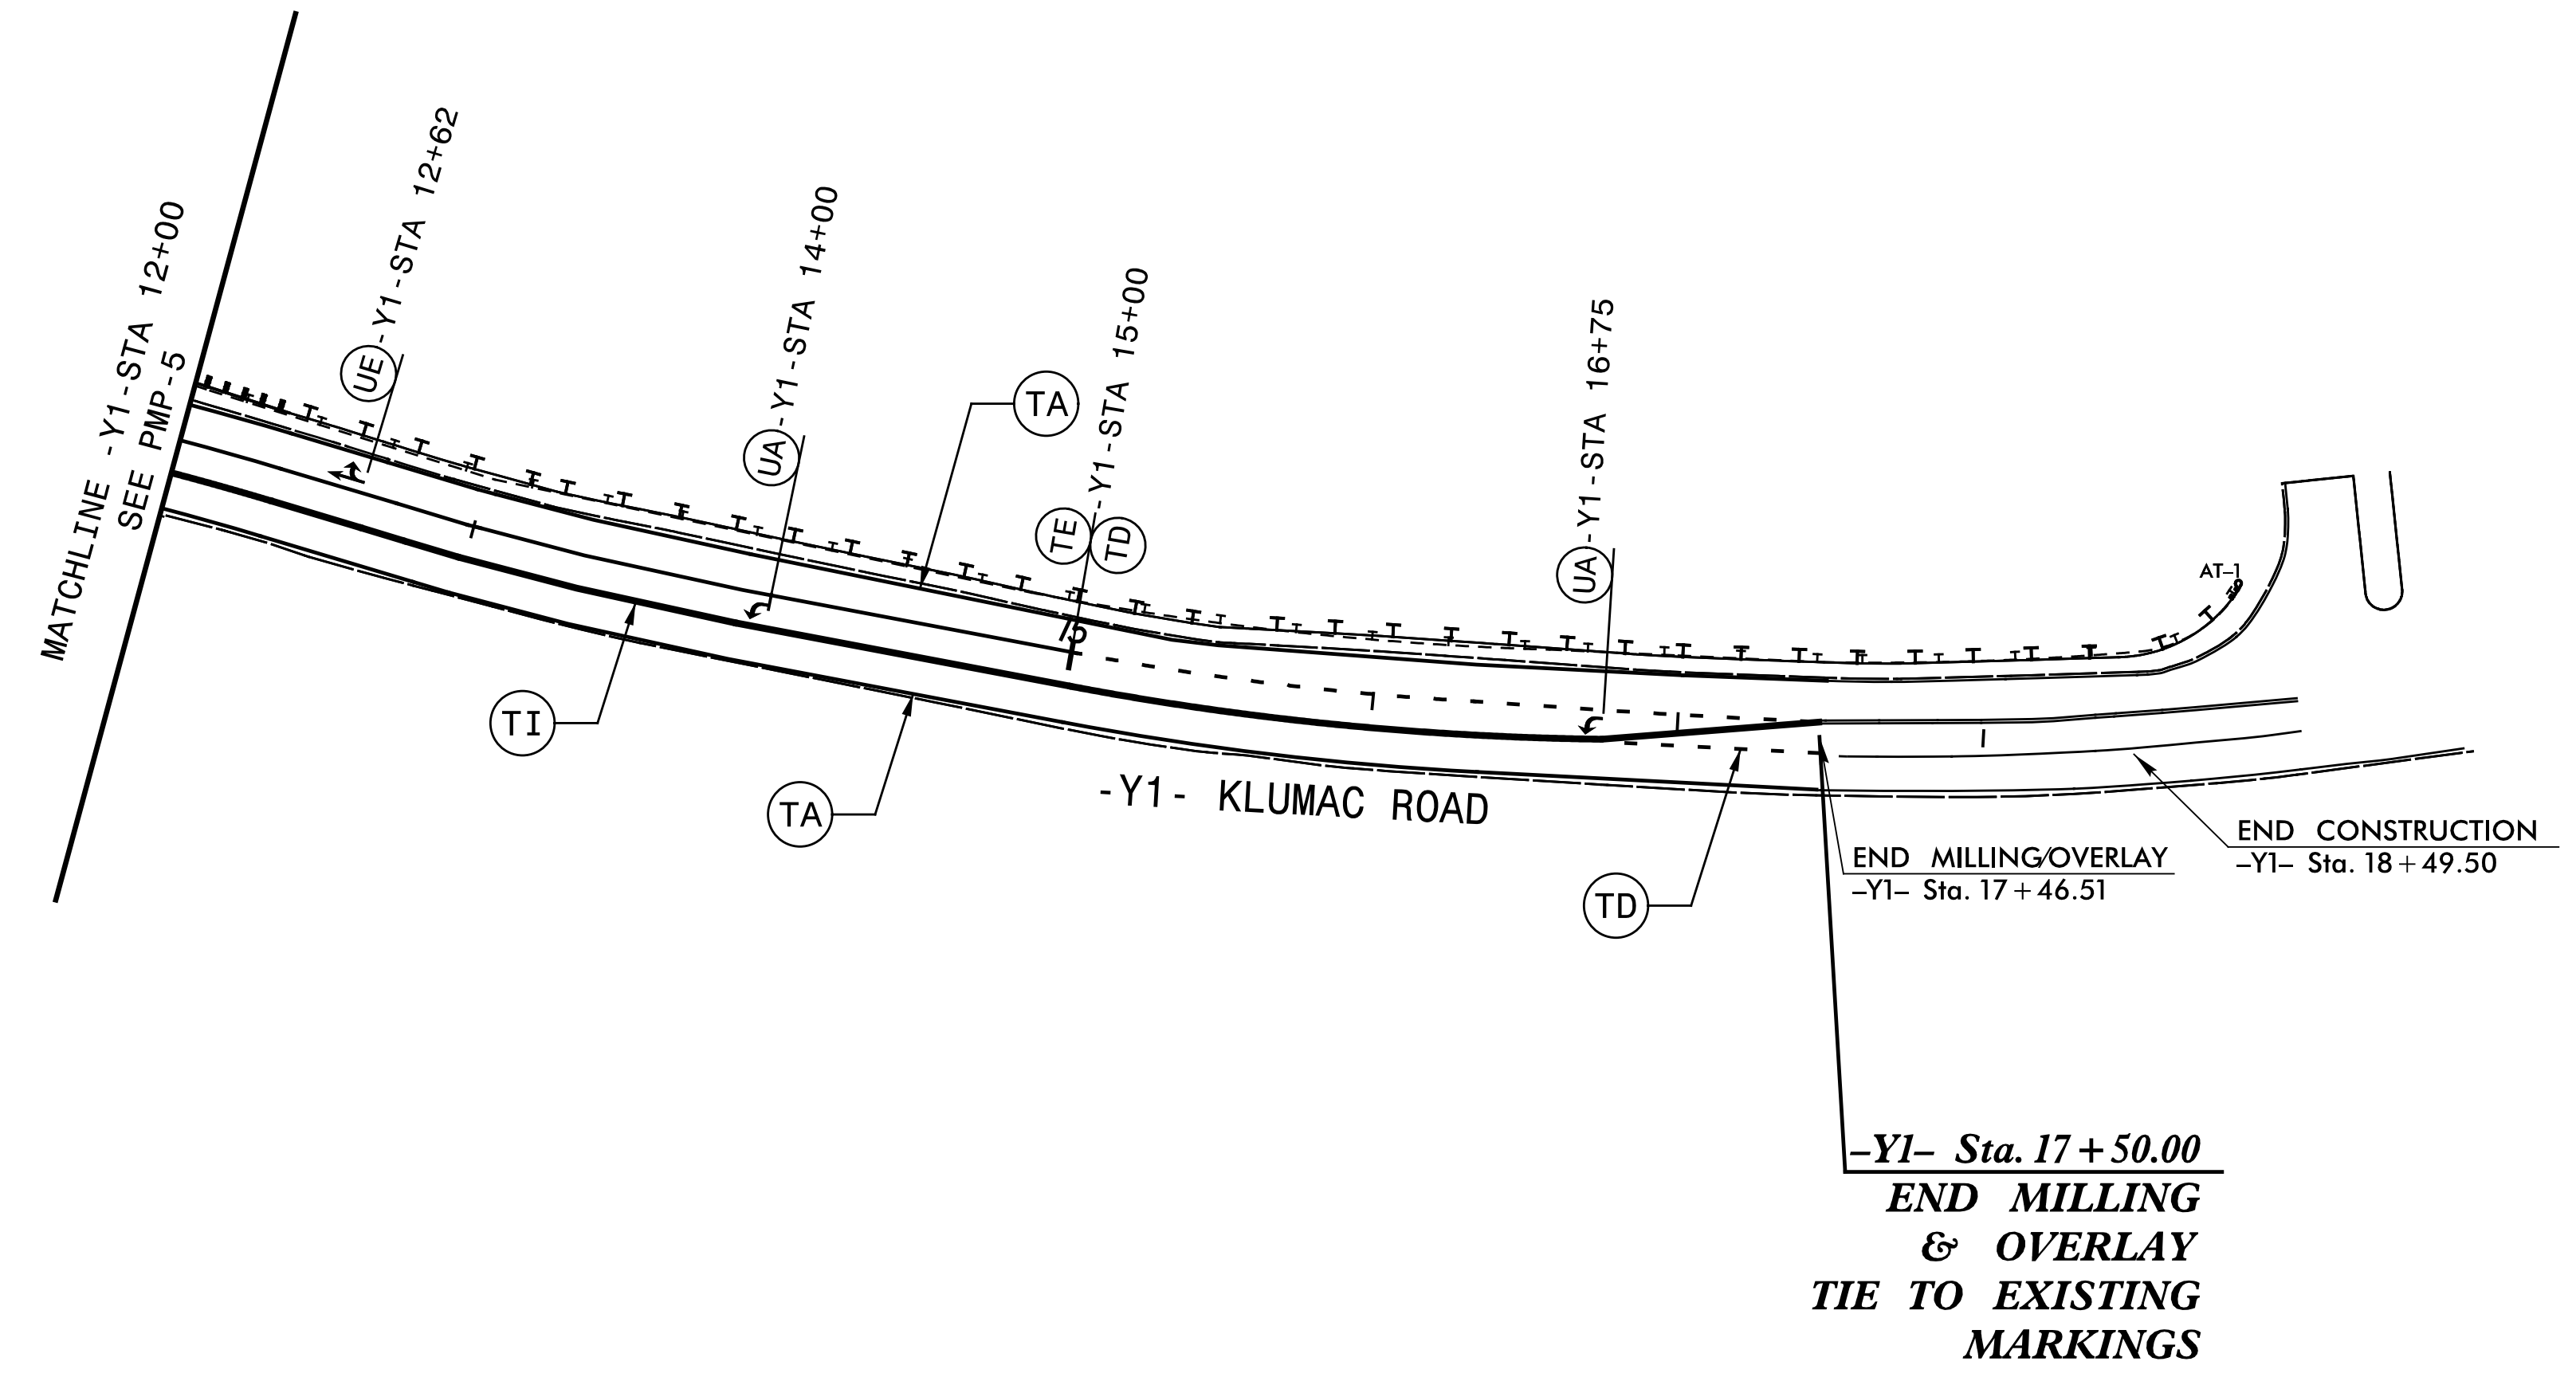 MATCHLINE -Y1-STA 12+00
SEE PMP-5
UE -Y1-STA 12+62
UA -Y1-STA 14+00
TA
TE -Y1-STA 15+00
TD
UA -Y1-STA 16+75
15
AT-1
TI
TA
-Y1- KLUMAC ROAD
TD
END MILLING/OVERLAY
-Y1- Sta. 17+46.51
END CONSTRUCTION
-Y1- Sta. 18+49.50
-Y1- Sta. 17+50.00
END MILLING
& OVERLAY
TIE TO EXISTING
MARKINGS